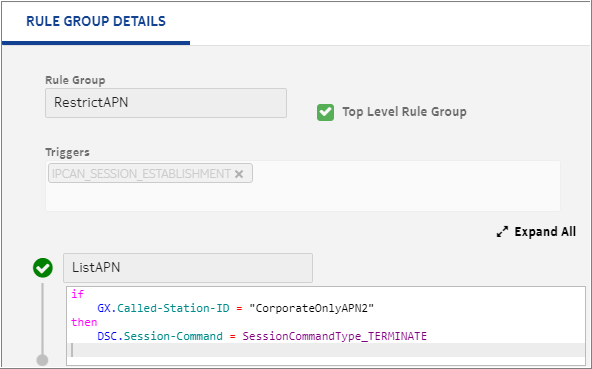 RULE GROUP DETAILS
Rule Group
RestrictAPN
Top Level Rule Group
Triggers
IPCAN_SESSION_ESTABLISHMENT ×
Expand All
ListAPN
if
GX.Called-Station-ID = "CorporateOnlyAPN2"
then
DSC.Session-Command = SessionCommandType_TERMINATE